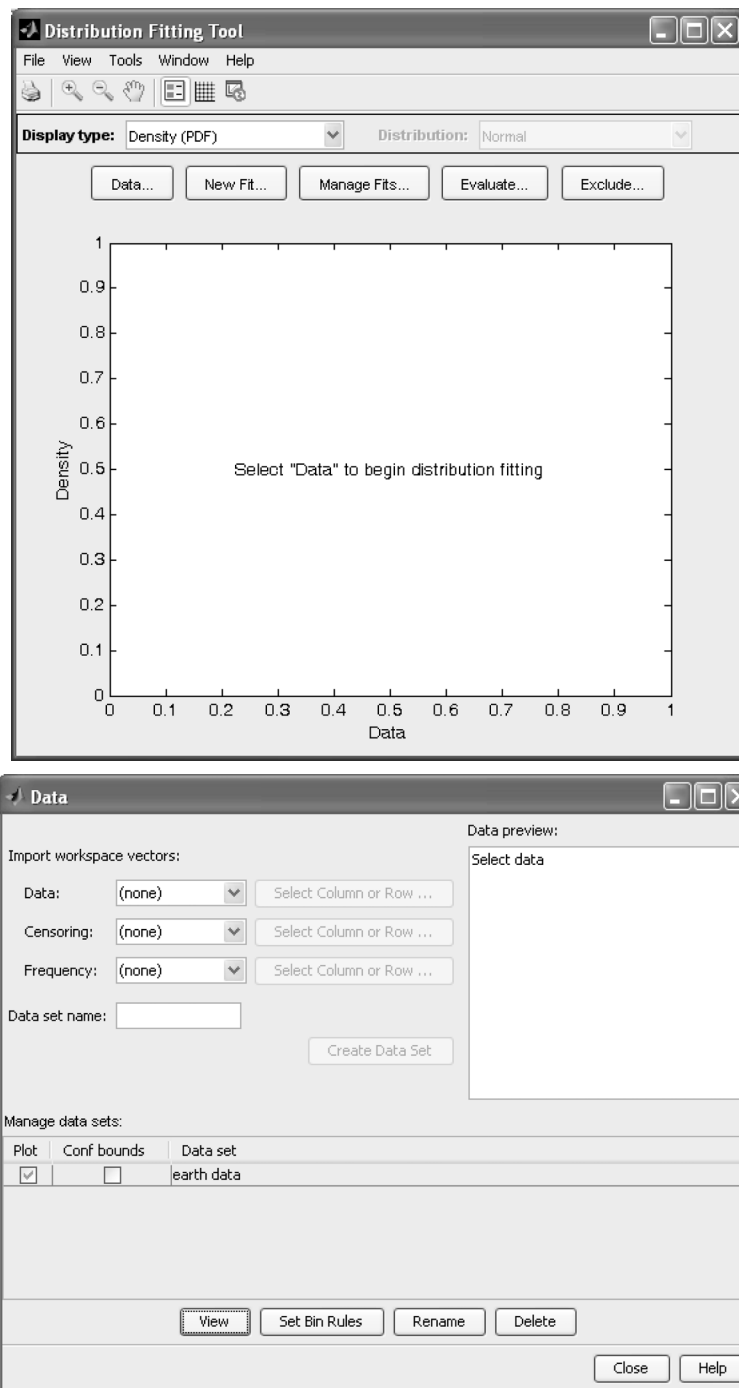 Distribution Fitting Tool
File View Tools Window Help
Display type: Density (PDF) Distribution: Normal
Data... New Fit... Manage Fits... Evaluate... Exclude...
1
0.9
0.8
0.7
0.6
0.5
0.4
0.3
0.2
0.1
0
Density
Select "Data" to begin distribution fitting
0 0.1 0.2 0.3 0.4 0.5 0.6 0.7 0.8 0.9 1
Data
Data
Data preview:
Import workspace vectors:
Select data
Data: (none) Select Column or Row ...
Censoring: (none) Select Column or Row ...
Frequency: (none) Select Column or Row ...
Data set name:
Create Data Set
Manage data sets:
Plot Conf bounds Data set
earth data
View Set Bin Rules Rename Delete
Close Help